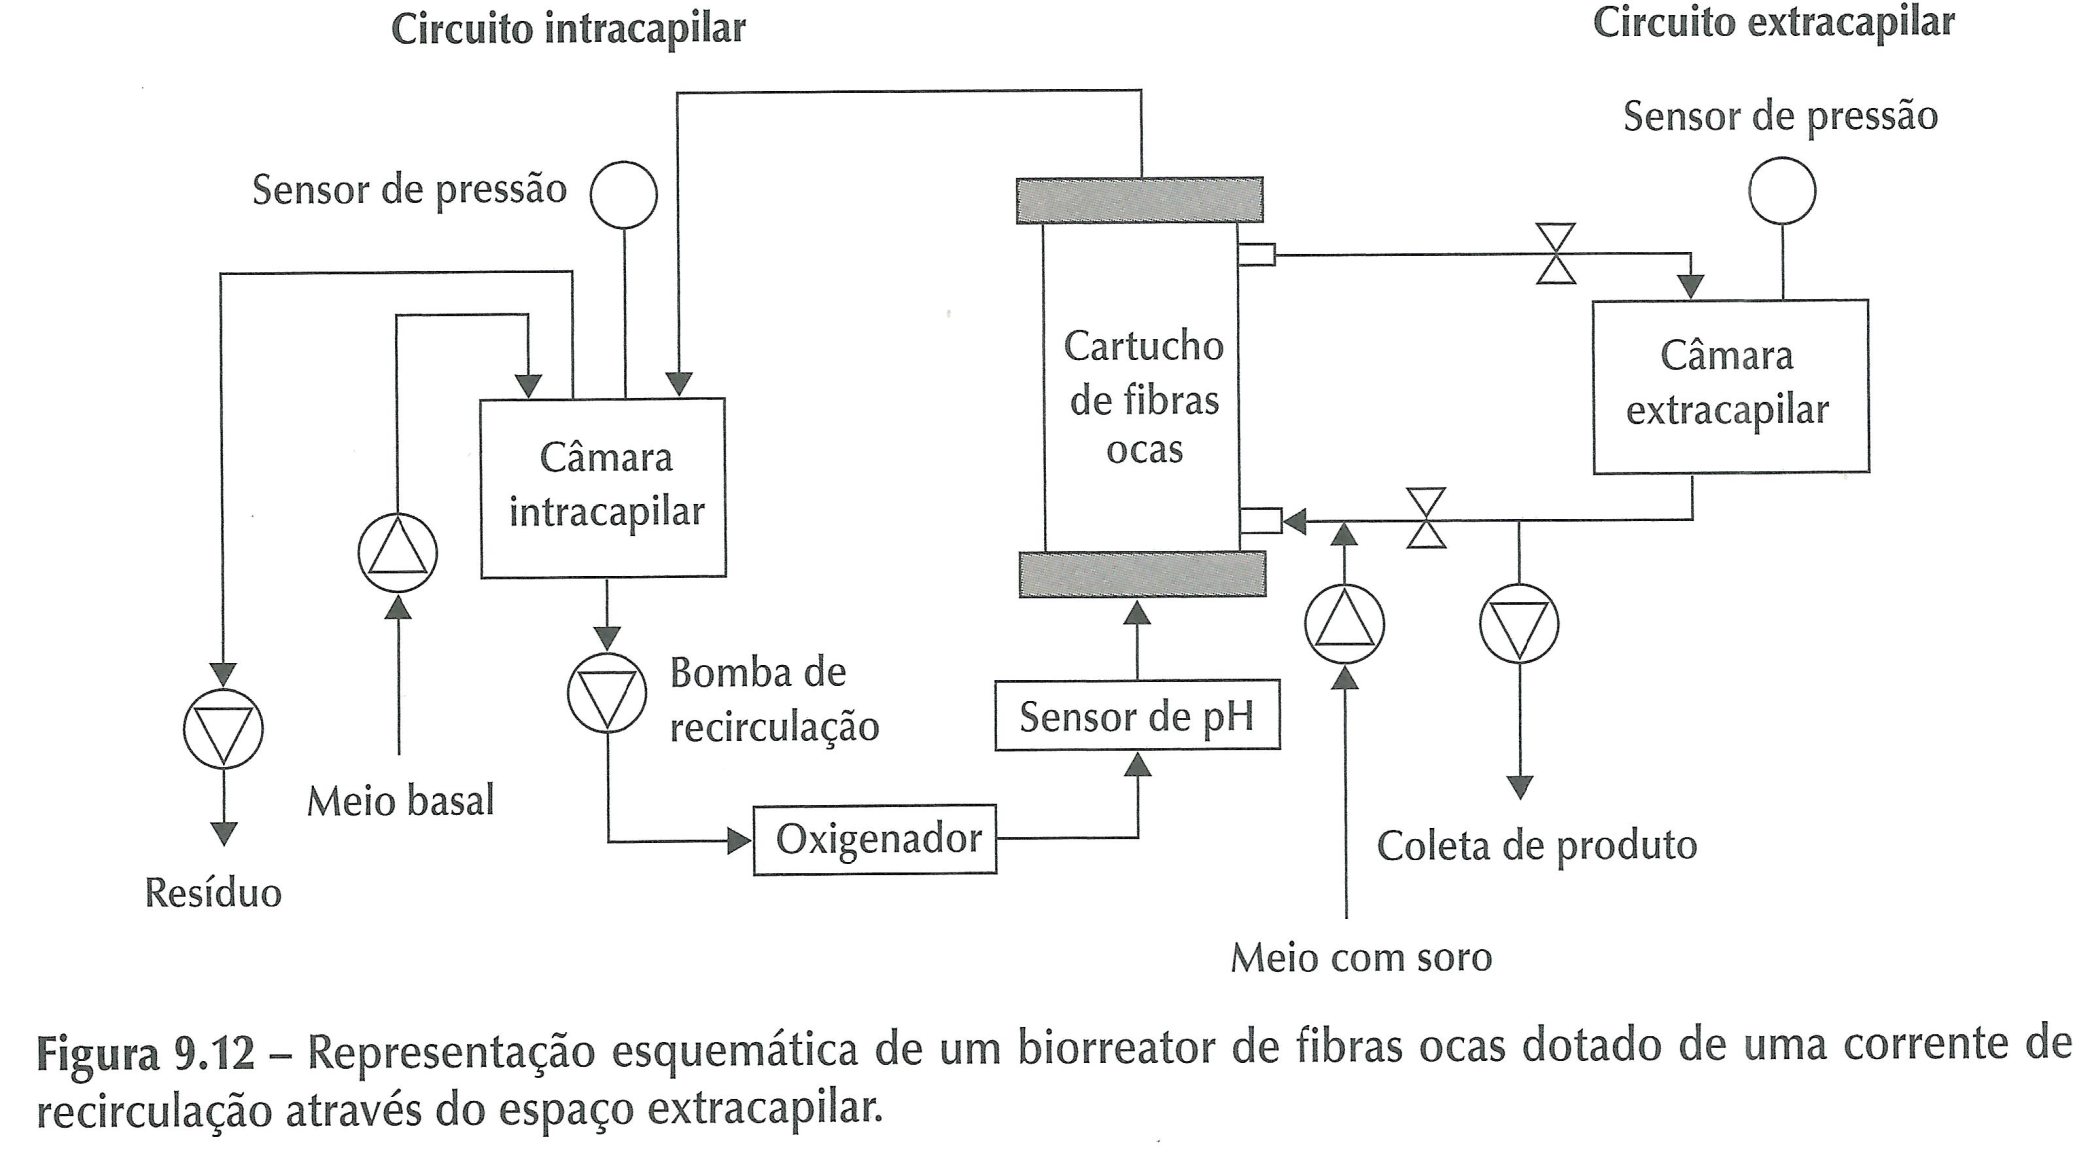 Circuito intracapilar
Circuito extracapilar
Sensor de pressão
Sensor de pressão
Cartucho
de fibras
ocas
Câmara
extracapilar
Câmara
intracapilar
Bomba de
recirculação
Sensor de pH
Meio basal
Oxigenador
Coleta de produto
Resíduo
Meio com soro
Figura 9.12 – Representação esquemática de um biorreator de fibras ocas dotado de uma corrente de
recirculação através do espaço extracapilar.